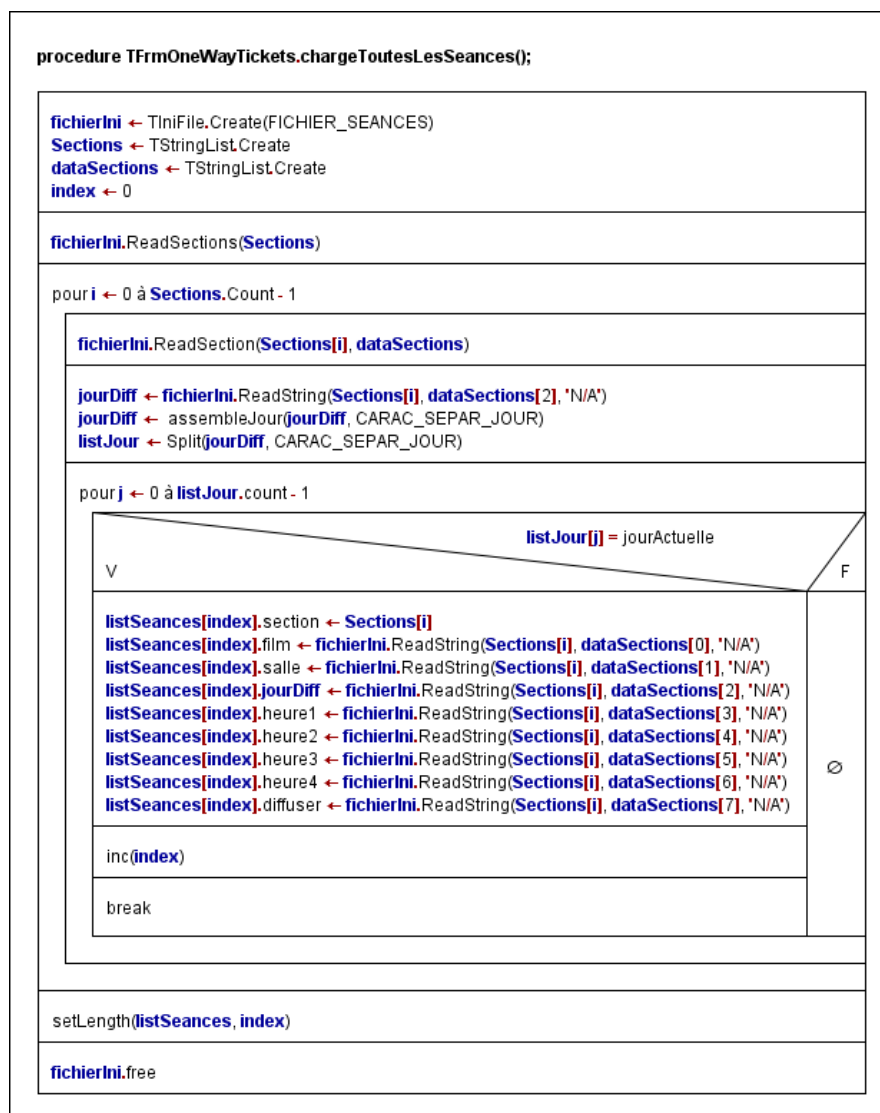 procedure TFrmOneWayTickets.chargeToutesLesSeances();
fichierIni ← TIniFile.Create(FICHIER_SEANCES)
Sections ← TStringList.Create
dataSections ← TStringList.Create
index ← 0
fichierIni.ReadSections(Sections)
pour i ← 0 à Sections.Count - 1
fichierIni.ReadSection(Sections[i], dataSections)
jourDiff ← fichierIni.ReadString(Sections[i], dataSections[2], 'N/A')
jourDiff ← assembleJour(jourDiff, CARAC_SEPAR_JOUR)
listJour ← Split(jourDiff, CARAC_SEPAR_JOUR)
pour j ← 0 à listJour.count - 1
listJour[j] = jourActuelle
V F
listSeances[index].section ← Sections[i]
listSeances[index].film ← fichierIni.ReadString(Sections[i], dataSections[0], 'N/A')
listSeances[index].salle ← fichierIni.ReadString(Sections[i], dataSections[1], 'N/A')
listSeances[index].jourDiff ← fichierIni.ReadString(Sections[i], dataSections[2], 'N/A')
listSeances[index].heure1 ← fichierIni.ReadString(Sections[i], dataSections[3], 'N/A')
listSeances[index].heure2 ← fichierIni.ReadString(Sections[i], dataSections[4], 'N/A')
listSeances[index].heure3 ← fichierIni.ReadString(Sections[i], dataSections[5], 'N/A')
listSeances[index].heure4 ← fichierIni.ReadString(Sections[i], dataSections[6], 'N/A')
listSeances[index].diffuser ← fichierIni.ReadString(Sections[i], dataSections[7], 'N/A')
∅
inc(index)
break
setLength(listSeances, index)
fichierIni.free